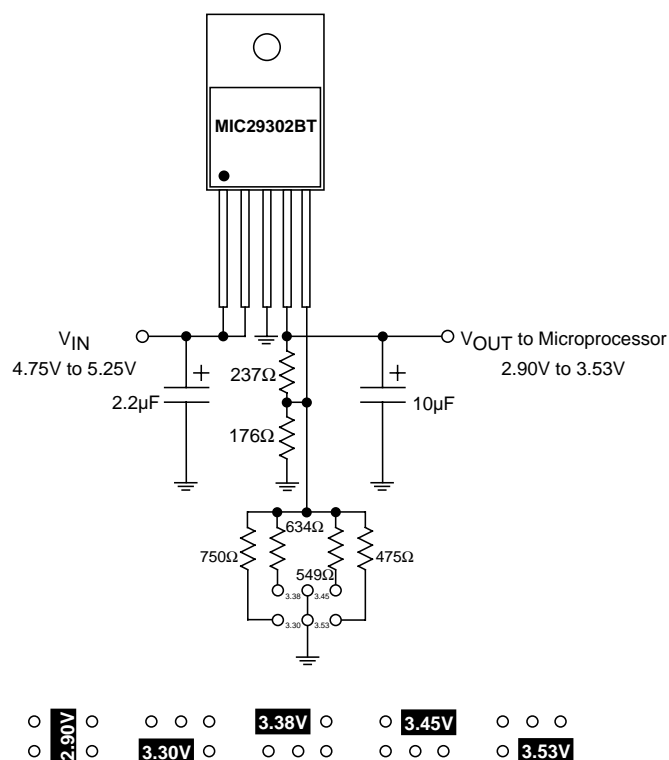 MIC29302BT
VIN
4.75V to 5.25V
VOUT to Microprocessor
2.90V to 3.53V
237Ω
2.2µF
10µF
176Ω
634Ω
750Ω
475Ω
549Ω
3.38 3.45
3.30 3.53
2.90V
3.38V
3.45V
3.30V
3.53V